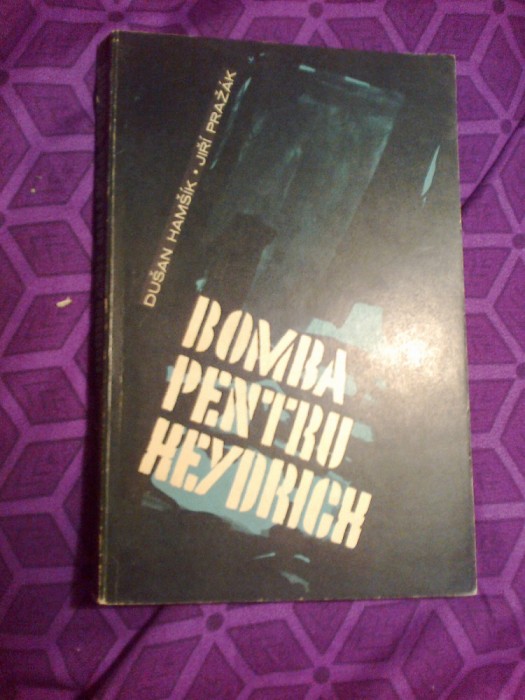 DUŠAN HAMŠÍK • JIŘÍ PRAŽÁK
BOMBA
PENTRU
HEYDRICH